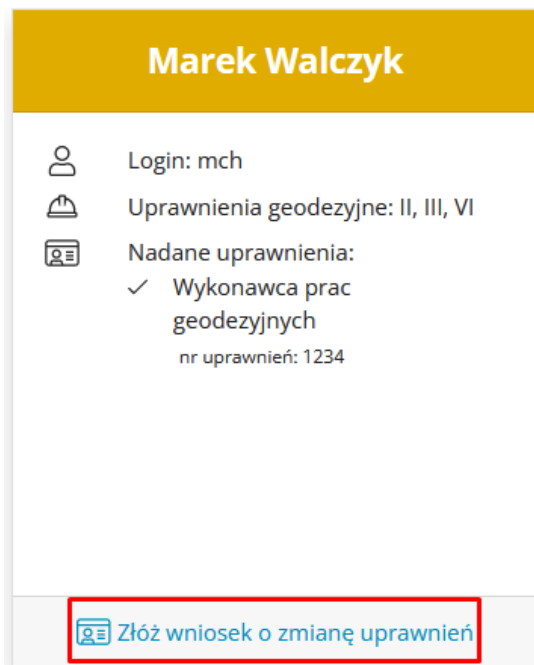 Marek Walczyk
Login: mch
Uprawnienia geodezyjne: II, III, VI
Nadane uprawnienia:
Wykonawca prac
geodezyjnych
nr uprawnień: 1234
Złóż wniosek o zmianę uprawnień